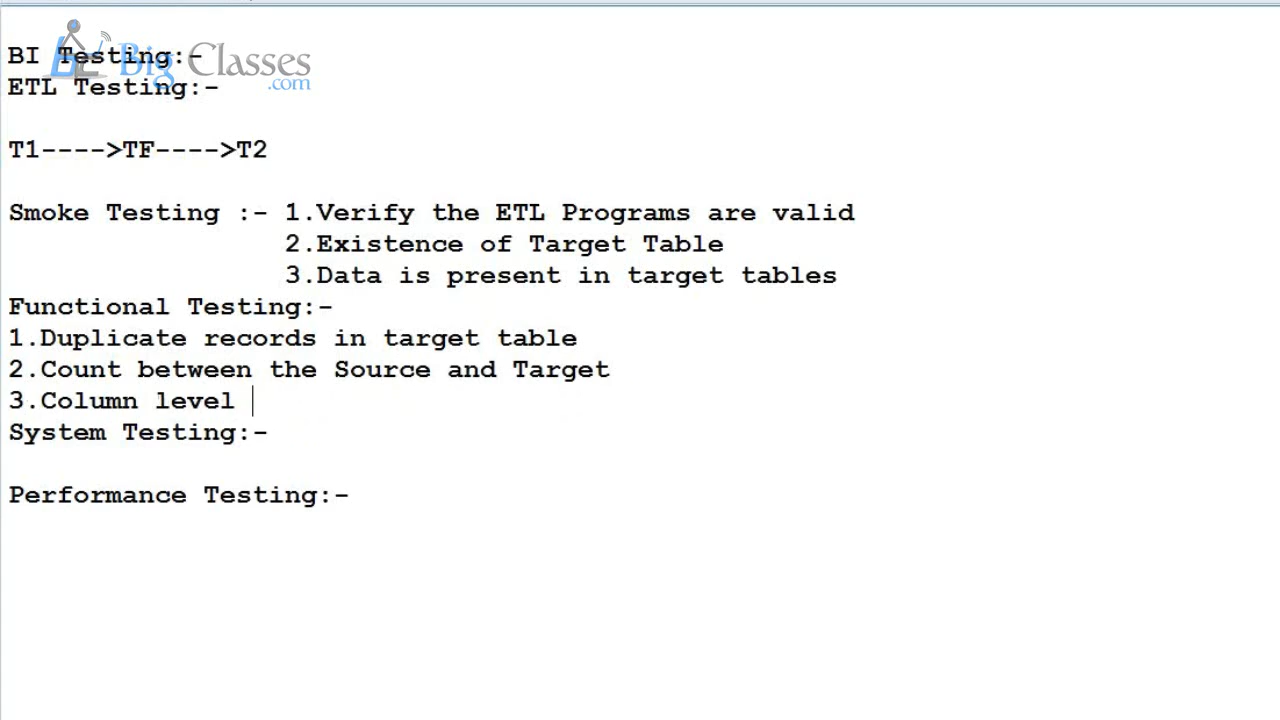 BI Testing:-
Big Classes
.com
ETL Testing:-
T1---->TF---->T2
Smoke Testing :- 1.Verify the ETL Programs are valid
2.Existence of Target Table
3.Data is present in target tables
Functional Testing:-
1.Duplicate records in target table
2.Count between the Source and Target
3.Column level
System Testing:-
Performance Testing:-